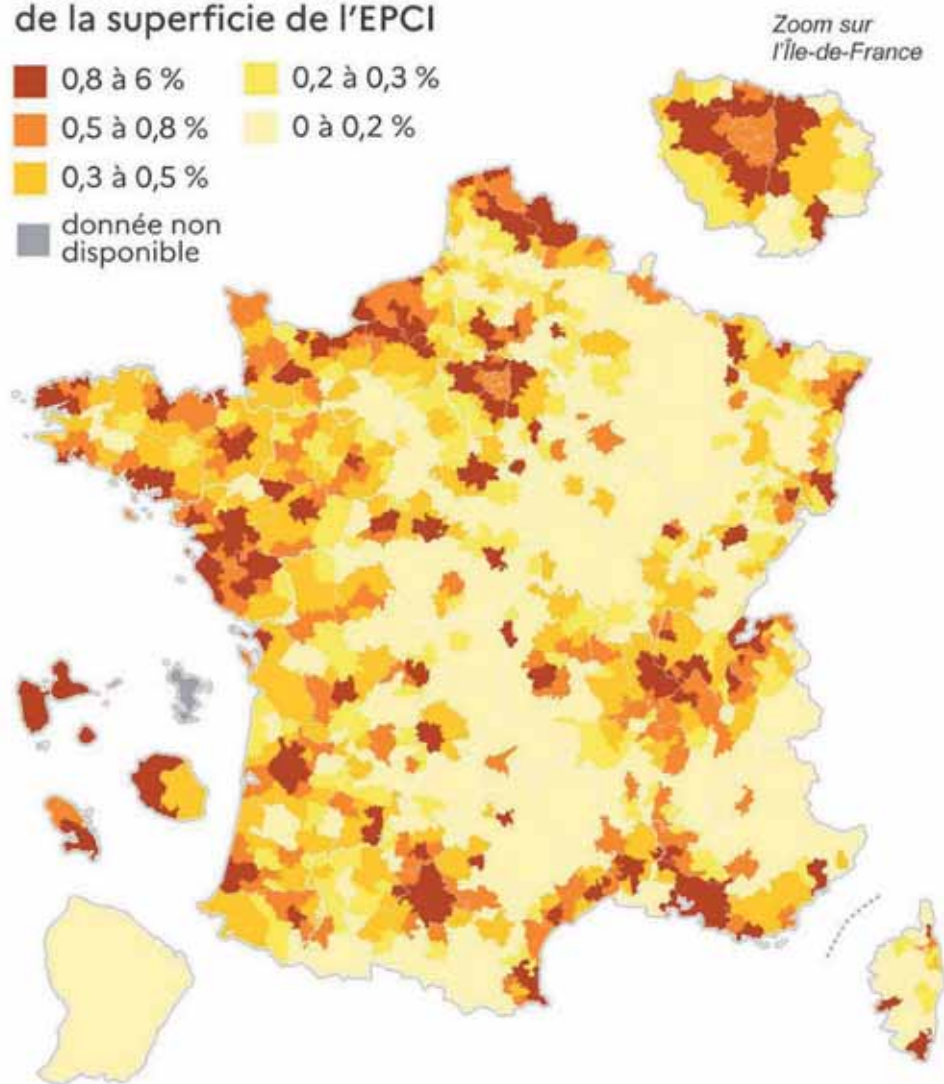 de la superficie de l'EPCI
Zoom sur
l'Île-de-France
0,8 à 6 %
0,2 à 0,3 %
0,5 à 0,8 %
0 à 0,2 %
0,3 à 0,5 %
donnée non
disponible